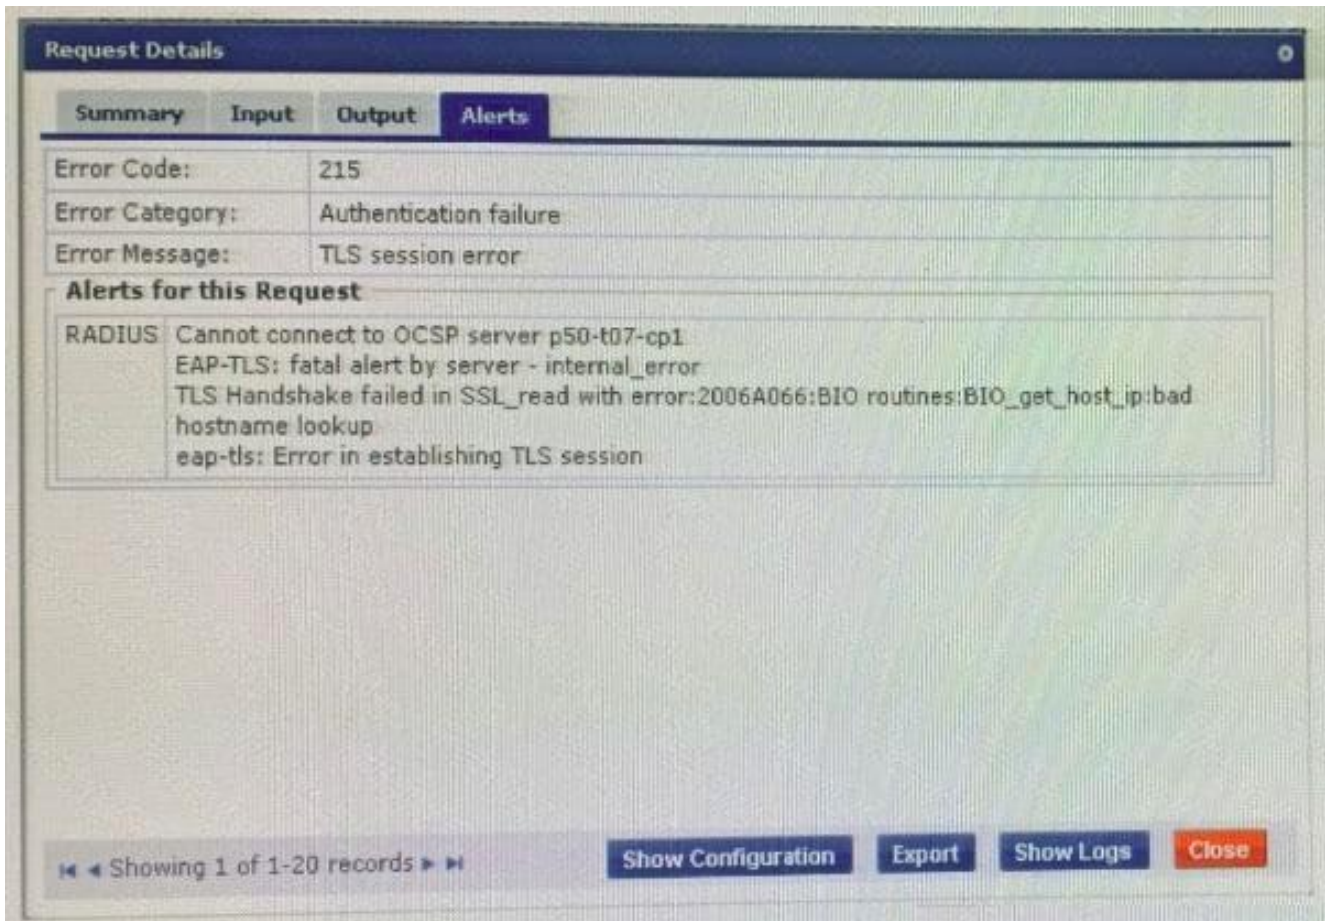 Request Details
Summary Input Output Alerts
Error Code: 215
Error Category: Authentication failure
Error Message: TLS session error
Alerts for this Request
RADIUS Cannot connect to OCSP server p50-t07-cp1
EAP-TLS: fatal alert by server - internal_error
TLS Handshake failed in SSL_read with error:2006A066:BIO routines:BIO_get_host_ip:bad
hostname lookup
eap-tls: Error in establishing TLS session
Showing 1 of 1-20 records Show Configuration Export Show Logs Close